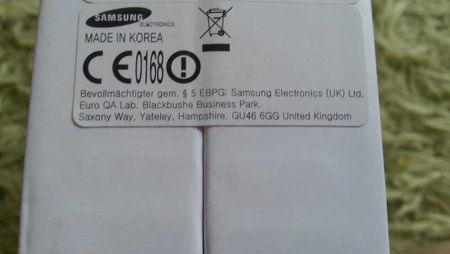 SAMSUNG
ELECTRONICS
MADE IN KOREA
CE0168
Bevollmächtigter gem. § 5 EBPG: Samsung Electronics (UK) Ltd,
Euro QA Lab. Blackbushe Business Park.
Saxony Way, Yateley, Hampshire. GU46 6GG United Kingdom